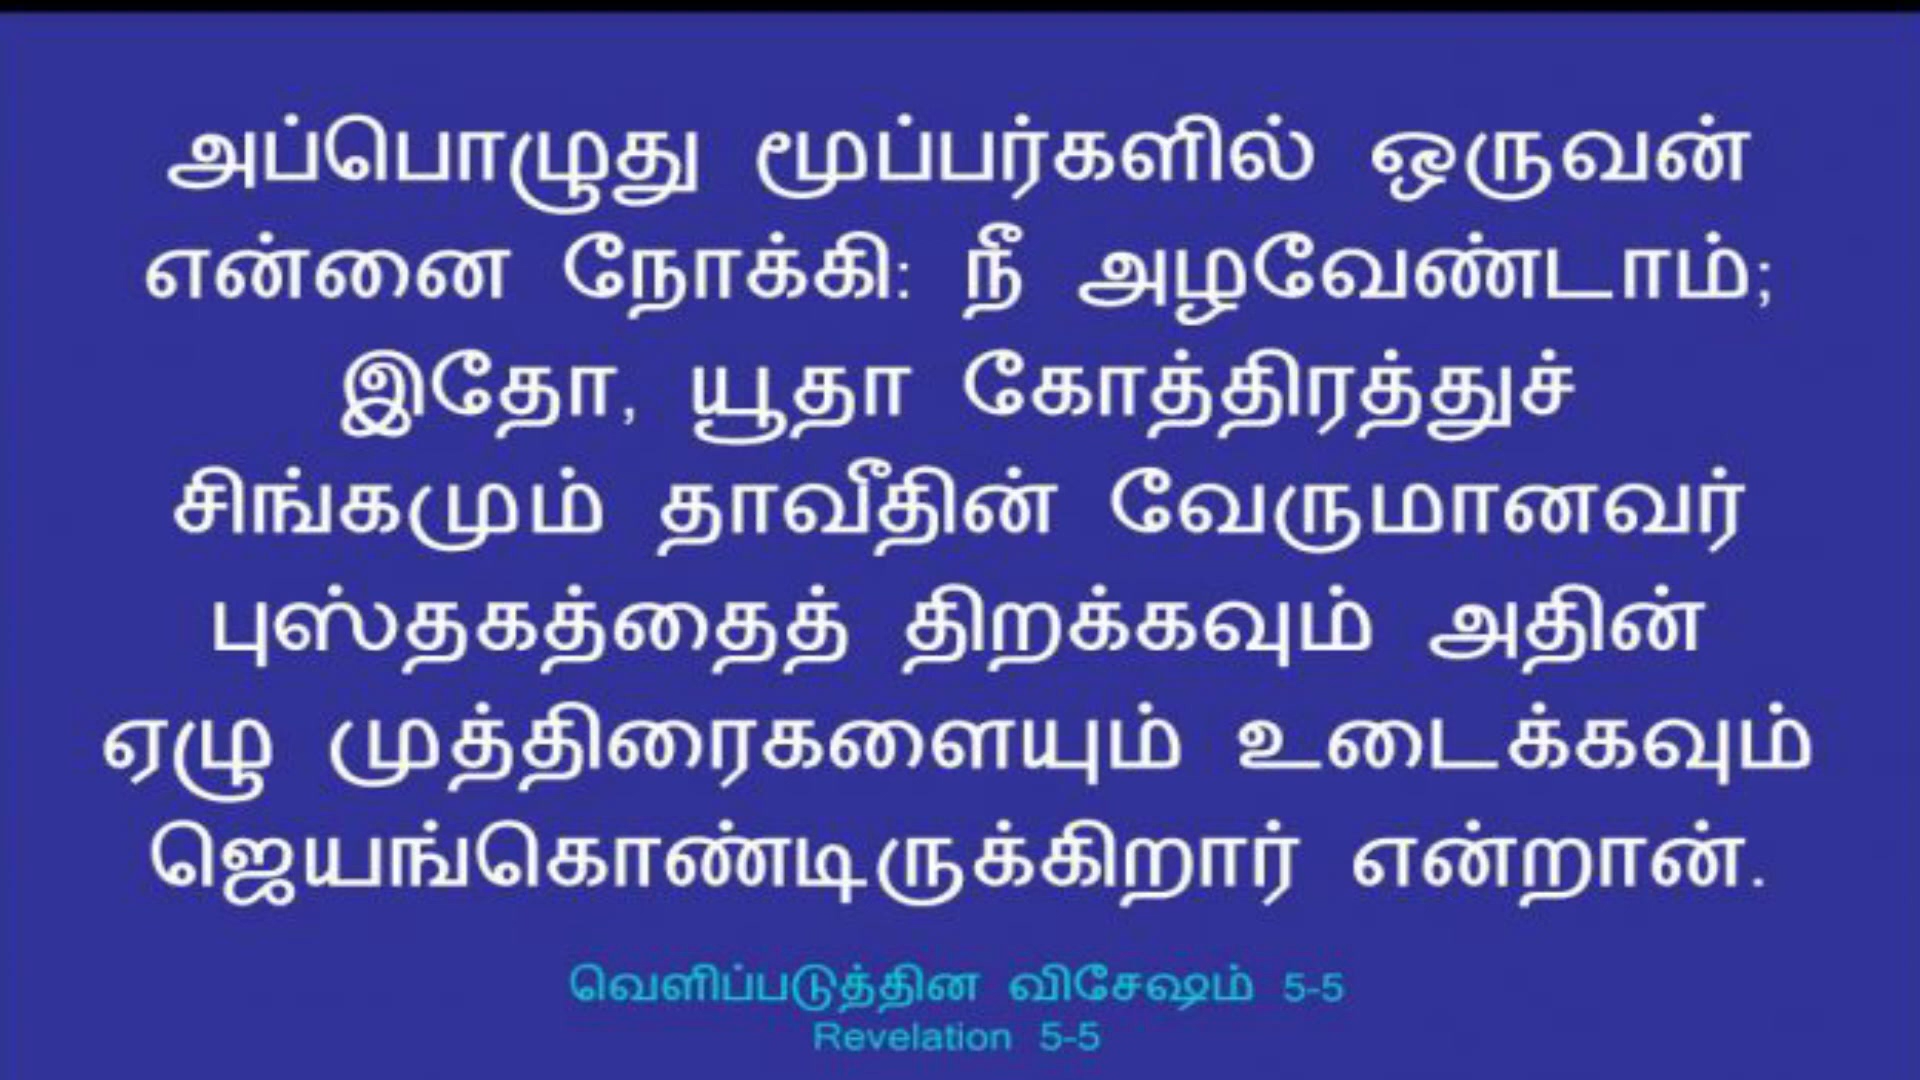 அப்பொழுது மூப்பர்களில் ஒருவன்
என்னை நோக்கி: நீ அழவேண்டாம்;
இதோ, யூதா கோத்திரத்துச்
சிங்கமும் தாவீதின் வேருமானவர்
புஸ்தகத்தைத் திறக்கவும் அதின்
ஏழு முத்திரைகளையும் உடைக்கவும்
ஜெயங்கொண்டிருக்கிறார் என்றான்.
வெளிப்படுத்தின விசேஷம் 5-5
Revelation 5-5